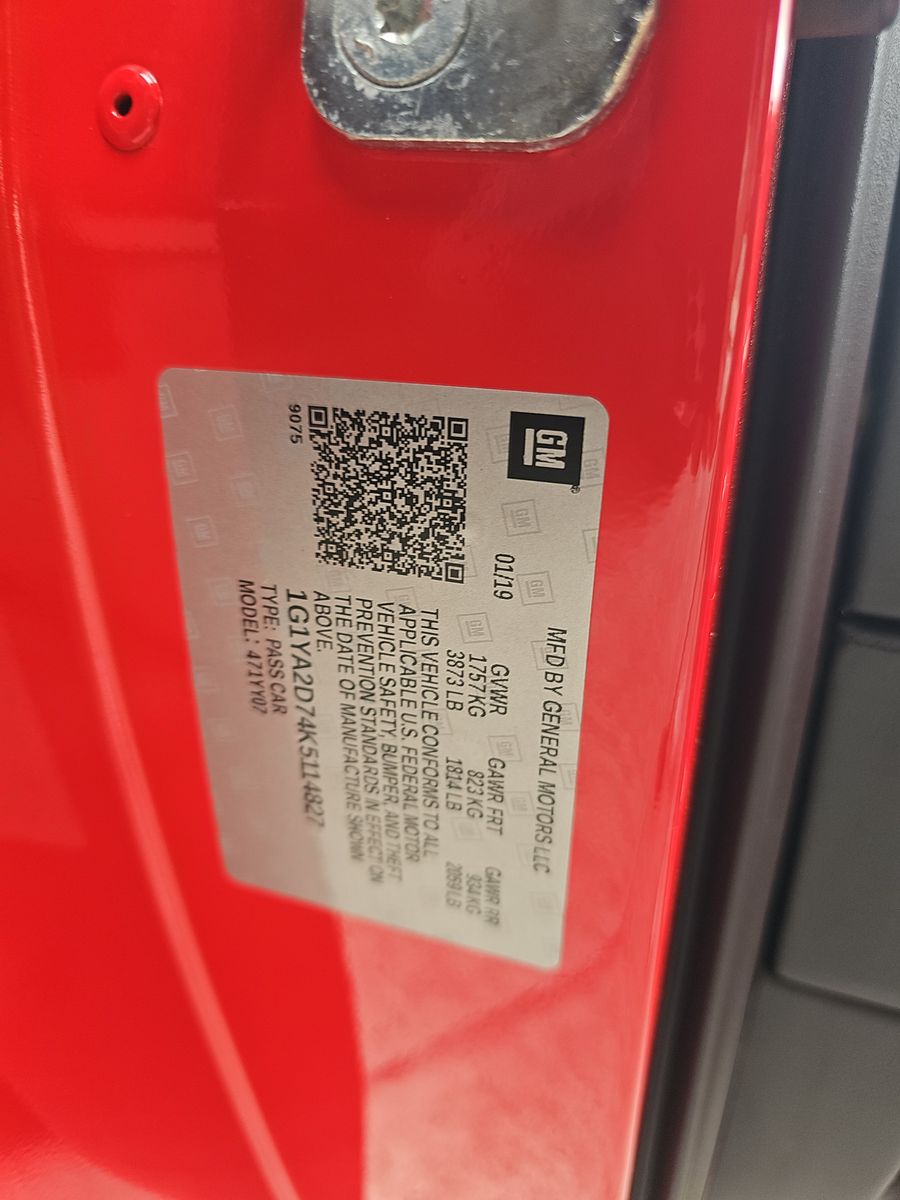 GM
MFD BY GENERAL MOTORS LLC
01/19 GVWR GAWR FRT GAWR RR
1757 KG 823 KG 934 KG
3873 LB 1814 LB 2059 LB
THIS VEHICLE CONFORMS TO ALL
APPLICABLE U.S. FEDERAL MOTOR
VEHICLE SAFETY, BUMPER, AND THEFT
PREVENTION STANDARDS IN EFFECT ON
THE DATE OF MANUFACTURE SHOWN
ABOVE.
1G1YA2D74K5114827
TYPE: PASS CAR
MODEL: 471YY07
9075